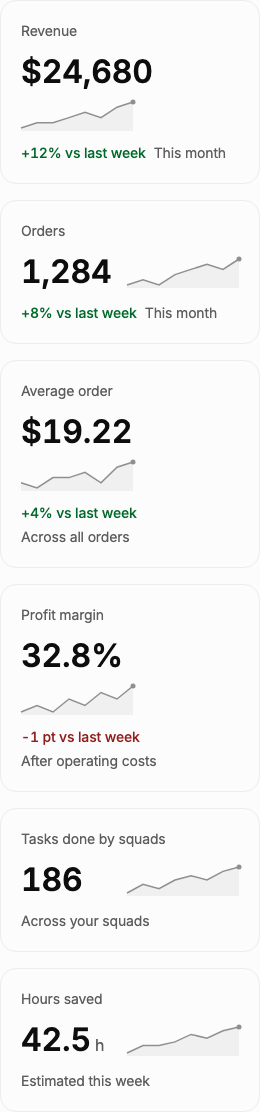 Revenue
$24,680
+12% vs last week This month
Orders
1,284
+8% vs last week This month
Average order
$19.22
+4% vs last week
Across all orders
Profit margin
32.8%
-1 pt vs last week
After operating costs
Tasks done by squads
186
Across your squads
Hours saved
42.5 h
Estimated this week